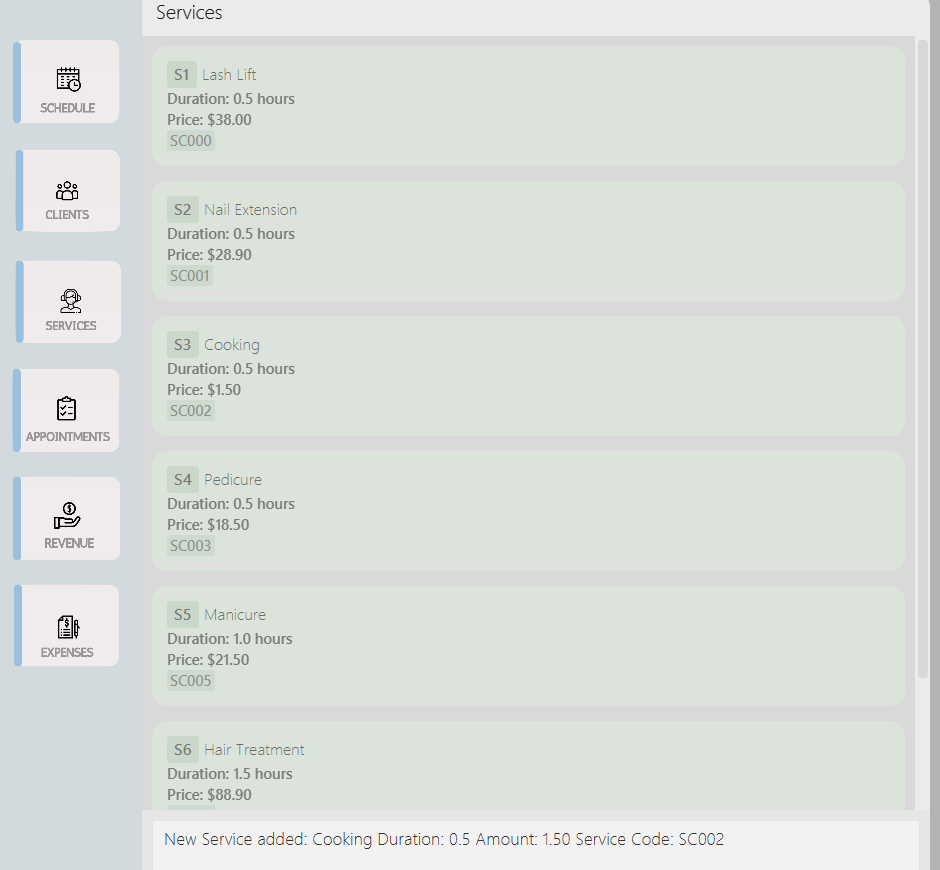 Services
SCHEDULE
CLIENTS
SERVICES
APPOINTMENTS
REVENUE
EXPENSES
S1 Lash Lift
Duration: 0.5 hours
Price: $38.00
SC000
S2 Nail Extension
Duration: 0.5 hours
Price: $28.90
SC001
S3 Cooking
Duration: 0.5 hours
Price: $1.50
SC002
S4 Pedicure
Duration: 0.5 hours
Price: $18.50
SC003
S5 Manicure
Duration: 1.0 hours
Price: $21.50
SC005
S6 Hair Treatment
Duration: 1.5 hours
Price: $88.90
New Service added: Cooking Duration: 0.5 Amount: 1.50 Service Code: SC002